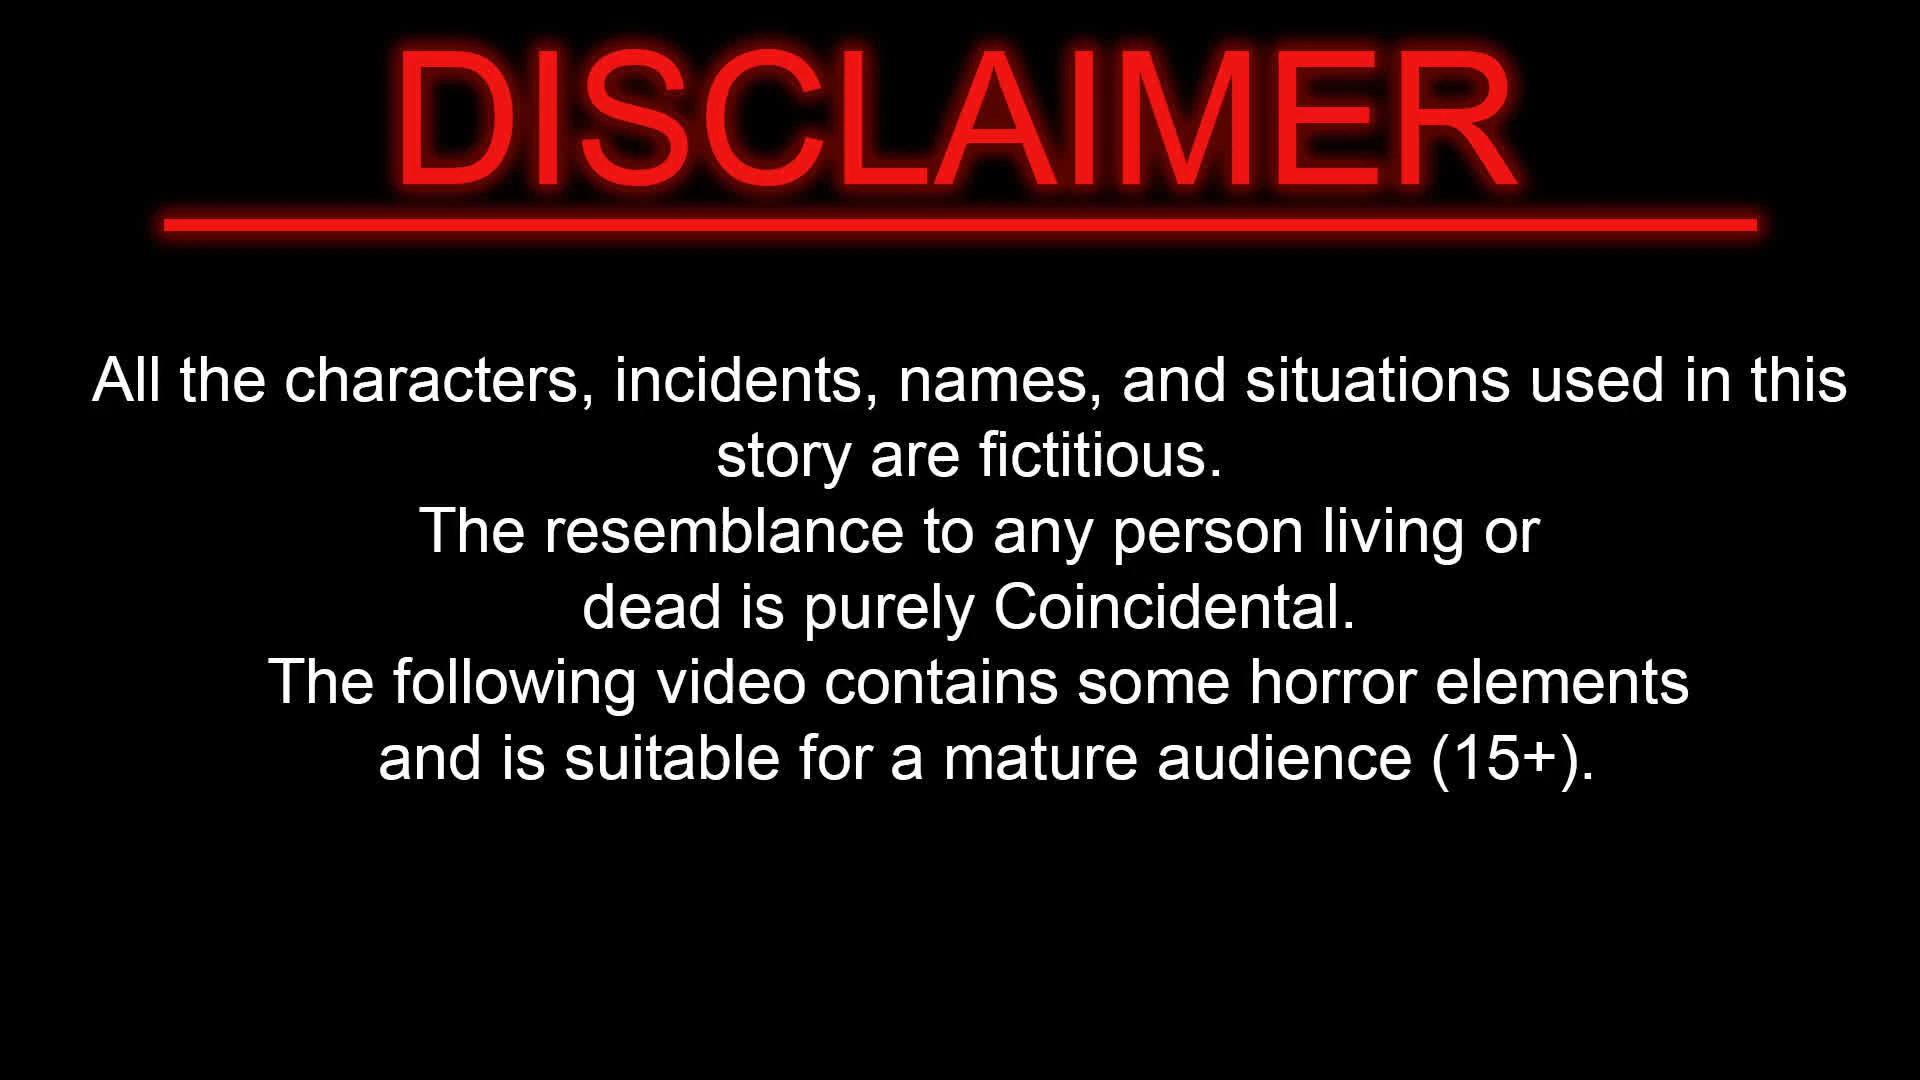 DISCLAIMER
All the characters, incidents, names, and situations used in this
story are fictitious.
The resemblance to any person living or
dead is purely Coincidental.
The following video contains some horror elements
and is suitable for a mature audience (15+).